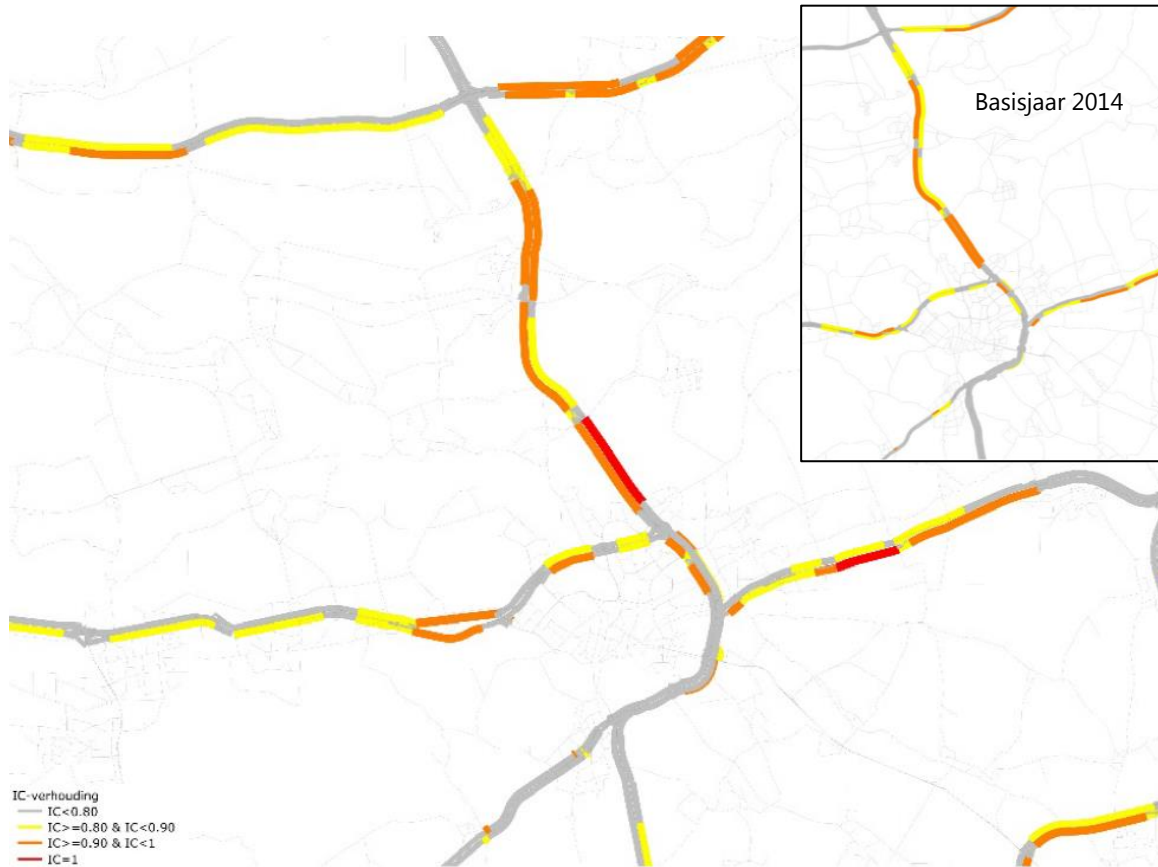 Basisjaar 2014
IC-verhouding
IC<0.80
IC>=0.80 & IC<0.90
IC>=0.90 & IC<1
IC=1